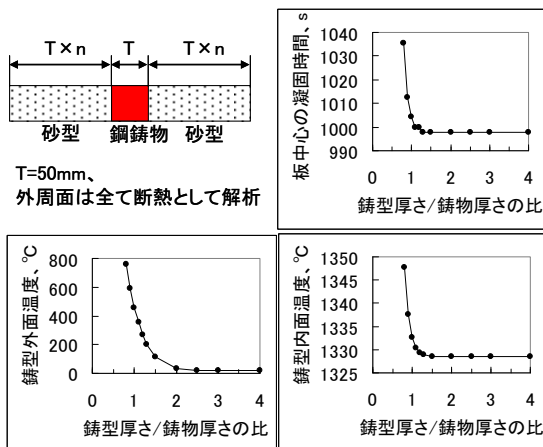 T×n T T×n
砂型 鋼鋳物 砂型
T=50mm、
外周面は全て断熱として解析
板中心の凝固時間、s
1040
1030
1020
1010
1000
990
0 1 2 3 4
鋳型厚さ/鋳物厚さの比
鋳型外面温度、℃
800
600
400
200
0
0 1 2 3 4
鋳型厚さ/鋳物厚さの比
鋳型内面温度、℃
1350
1345
1340
1335
1330
1325
0 1 2 3 4
鋳型厚さ/鋳物厚さの比